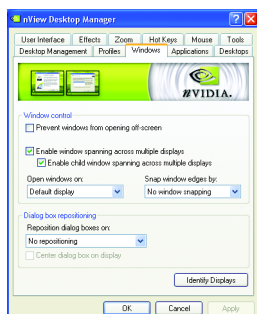 nView Desktop Manager
User Interface Effects Zoom Hot Keys Mouse Tools
Desktop Management Profiles Windows Applications Desktops
nVIDIA.
Window control
Prevent windows from opening off-screen
Enable window spanning across multiple displays
Enable child window spanning across multiple displays
Open windows on: Snap window edges by:
Default display No window snapping
Dialog box repositioning
Reposition dialog boxes on:
No repositioning
Center dialog box on display
Identify Displays
OK Cancel Apply